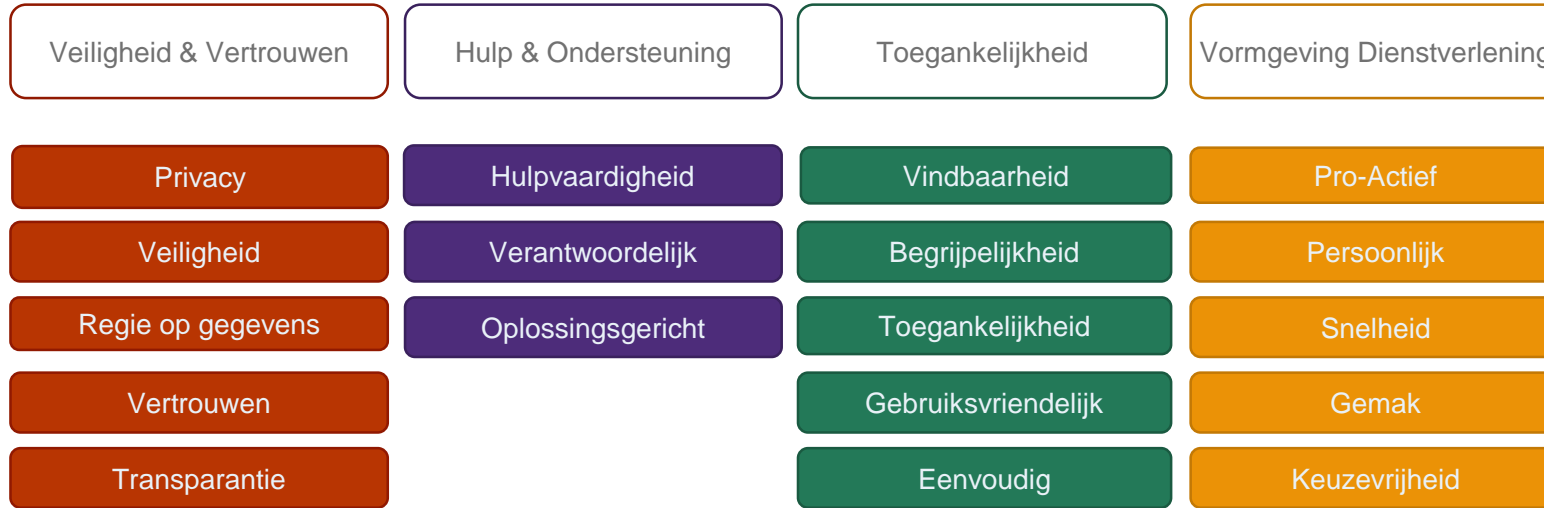 Veiligheid & Vertrouwen
Hulp & Ondersteuning
Toegankelijkheid
Vormgeving Dienstverlening
Privacy
Hulpvaardigheid
Vindbaarheid
Pro-Actief
Veiligheid
Verantwoordelijk
Begrijpelijkheid
Persoonlijk
Regie op gegevens
Oplossingsgericht
Toegankelijkheid
Snelheid
Vertrouwen
Gebruiksvriendelijk
Gemak
Transparantie
Eenvoudig
Keuzevrijheid